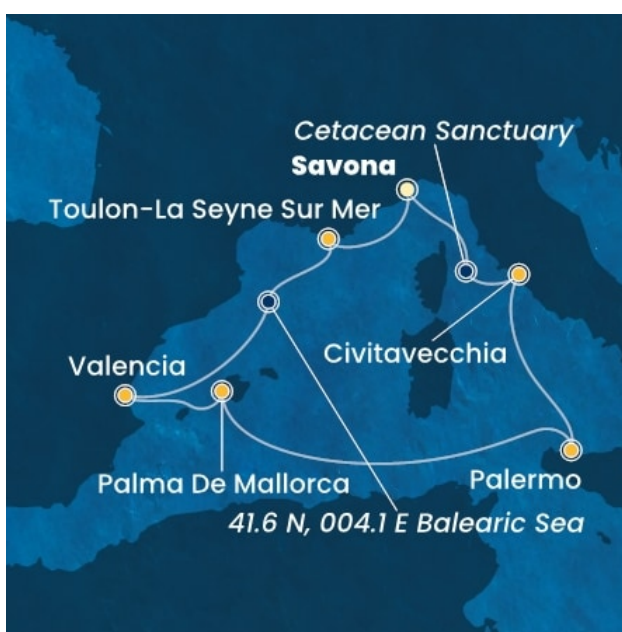 Cetacean Sanctuary
Savona
Toulon-La Seyne Sur Mer
Civitavecchia
Valencia
Palma De Mallorca
Palermo
41.6 N, 004.1 E Balearic Sea